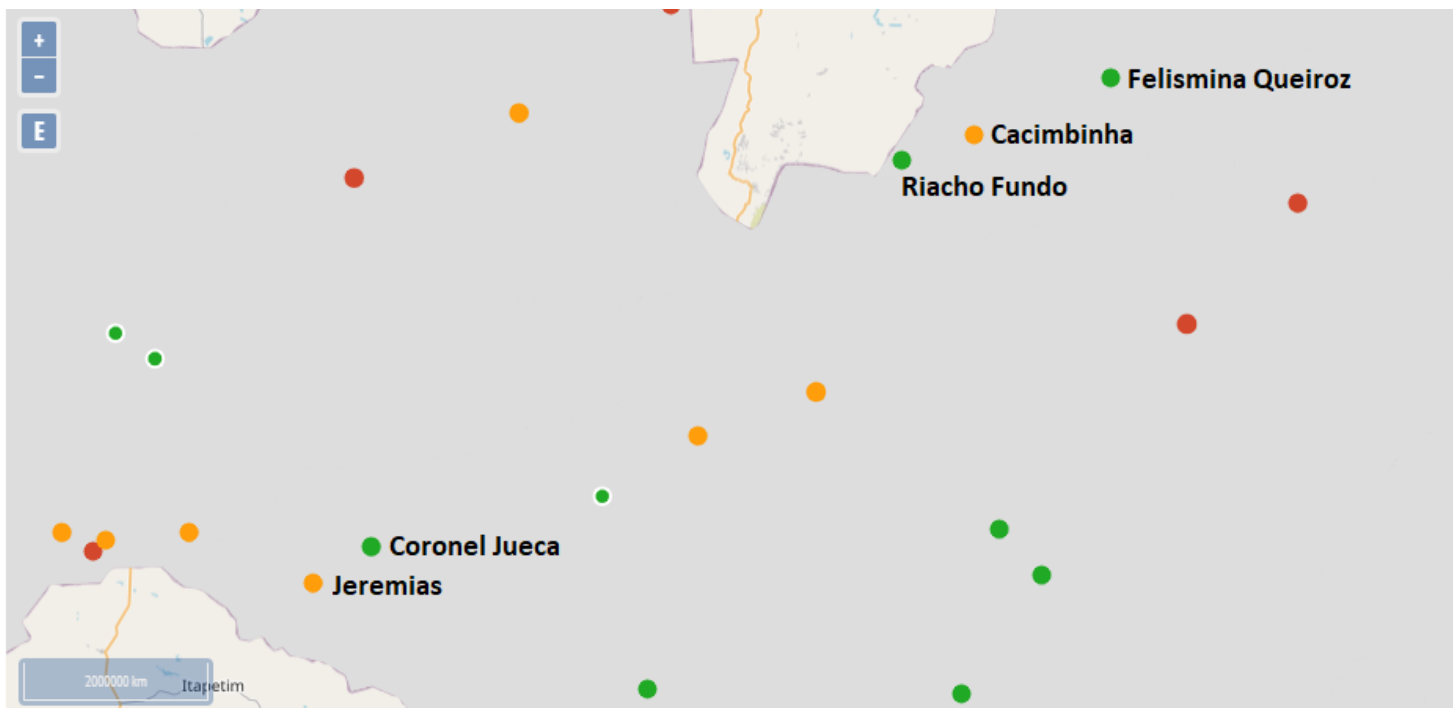 +
−
E
Felismina Queiroz
Cacimbinha
Riacho Fundo
Coronel Jueca
Jeremias
2000000 km
Itapetim